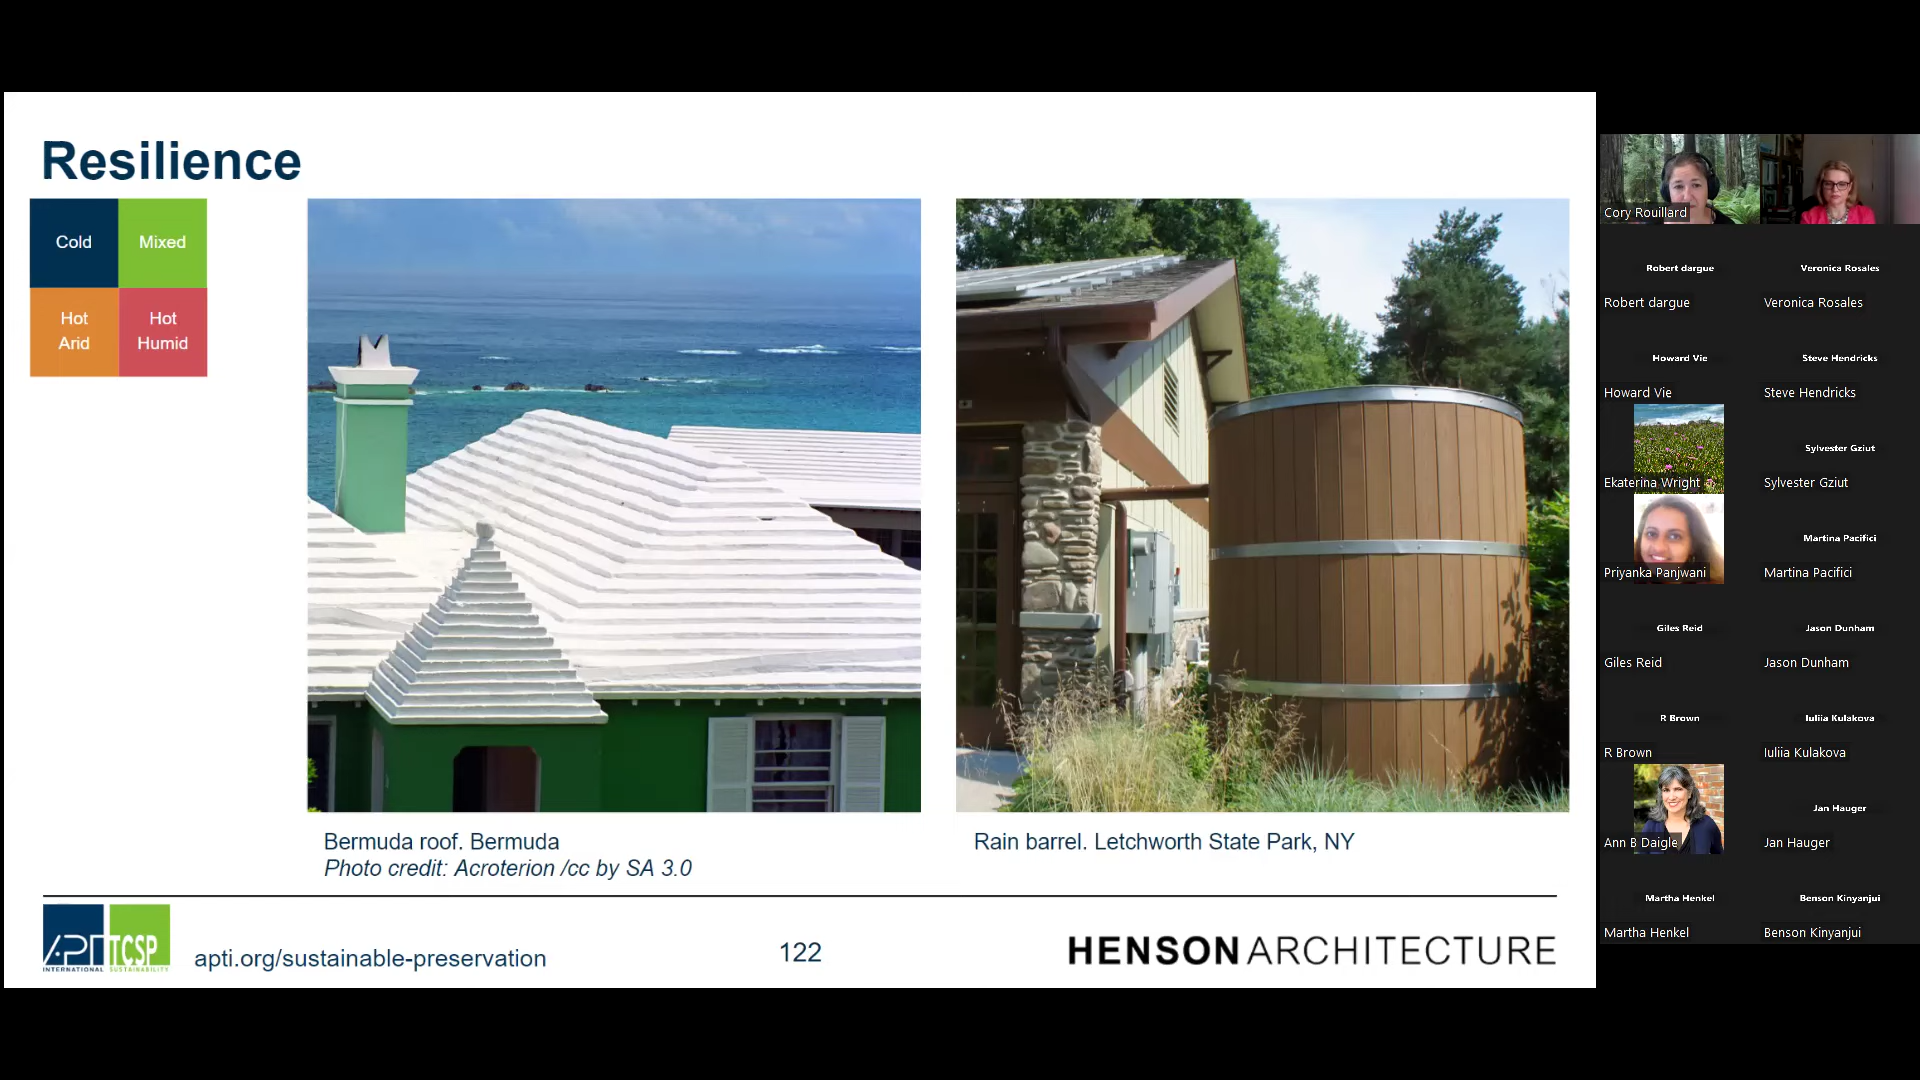 Resilience
Cold
Mixed
Hot
Arid
Hot
Humid
Bermuda roof. Bermuda
Photo credit: Acroterion /cc by SA 3.0
Rain barrel. Letchworth State Park, NY
APT TCSP
INTERNATIONAL SUSTAINABILITY
apti.org/sustainable-preservation
122
HENSON ARCHITECTURE
Cory Rouillard
Robert dargue
Veronica Rosales
Robert dargue
Veronica Rosales
Howard Vie
Steve Hendricks
Howard Vie
Steve Hendricks
Sylvester Gziut
Ekaterina Wright
Sylvester Gziut
Martina Pacifici
Priyanka Panjwani
Martina Pacifici
Giles Reid
Jason Dunham
Giles Reid
Jason Dunham
R Brown
Iuliia Kulakova
R Brown
Iuliia Kulakova
Jan Hauger
Ann B Daigle
Jan Hauger
Martha Henkel
Benson Kinyanjui
Martha Henkel
Benson Kinyanjui